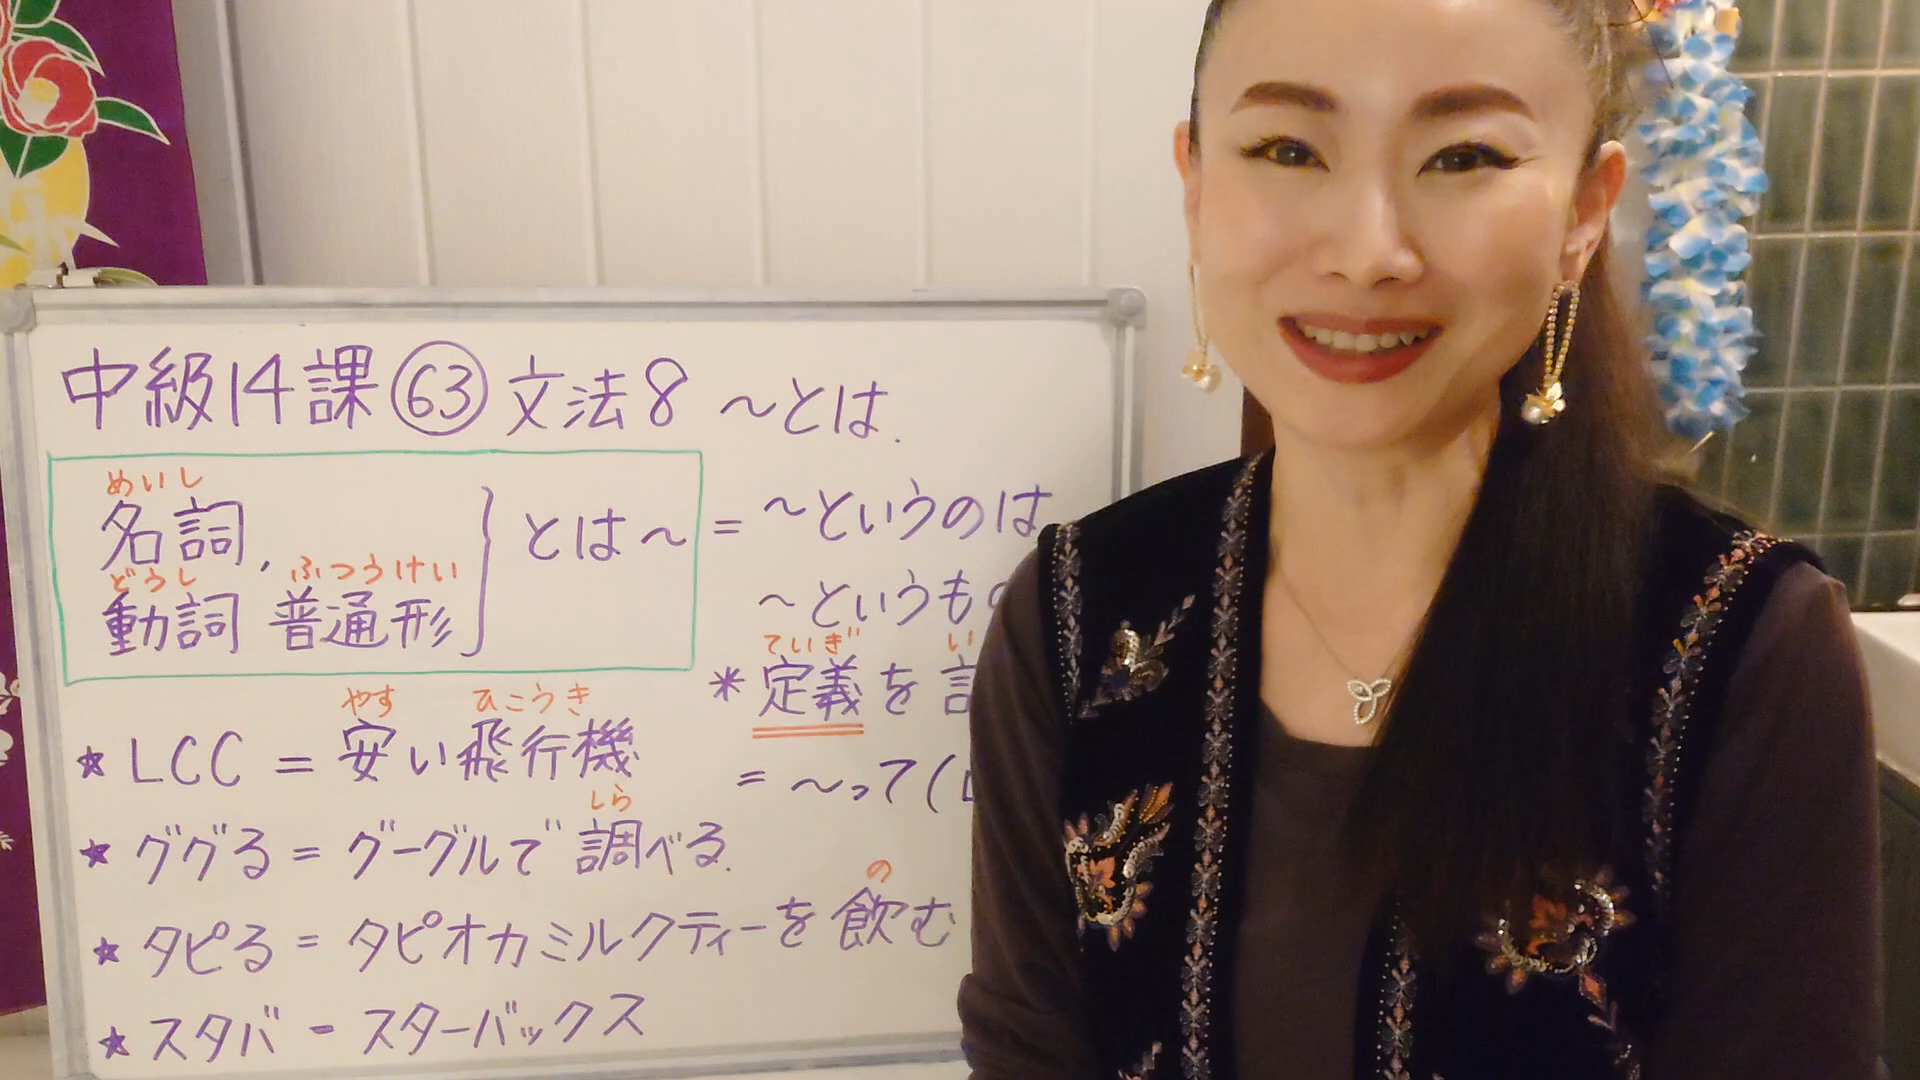 中級14課 63 文法8 〜とは.
めいし
名詞,
どうし ふつうけい
動詞 普通形 } とは〜
= 〜というのは
〜というも
ていぎ い
* 定義を言
= 〜って(
やす ひこうき
★ LCC = 安い飛行機
しら
★ ググる = グーグルで調べる.
の
★ タピる = タピオカミルクティーを飲む
★ スタバ - スターバックス